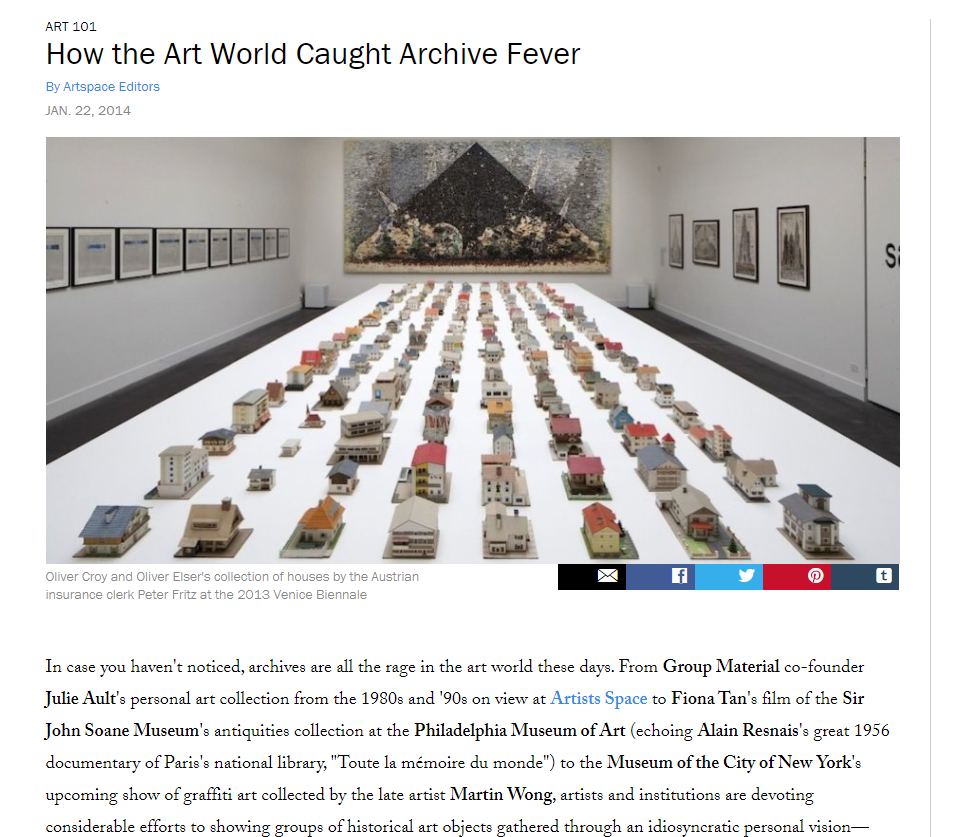 ART 101
How the Art World Caught Archive Fever
By Artspace Editors
JAN. 22, 2014
Oliver Croy and Oliver Elser's collection of houses by the Austrian
insurance clerk Peter Fritz at the 2013 Venice Biennale
In case you haven't noticed, archives are all the rage in the art world these days. From Group Material co-founder
Julie Ault's personal art collection from the 1980s and '90s on view at Artists Space to Fiona Tan's film of the Sir
John Soane Museum's antiquities collection at the Philadelphia Museum of Art (echoing Alain Resnais's great 1956
documentary of Paris's national library, "Toute la mémoire du monde") to the Museum of the City of New York's
upcoming show of graffiti art collected by the late artist Martin Wong, artists and institutions are devoting
considerable efforts to showing groups of historical art objects gathered through an idiosyncratic personal vision—